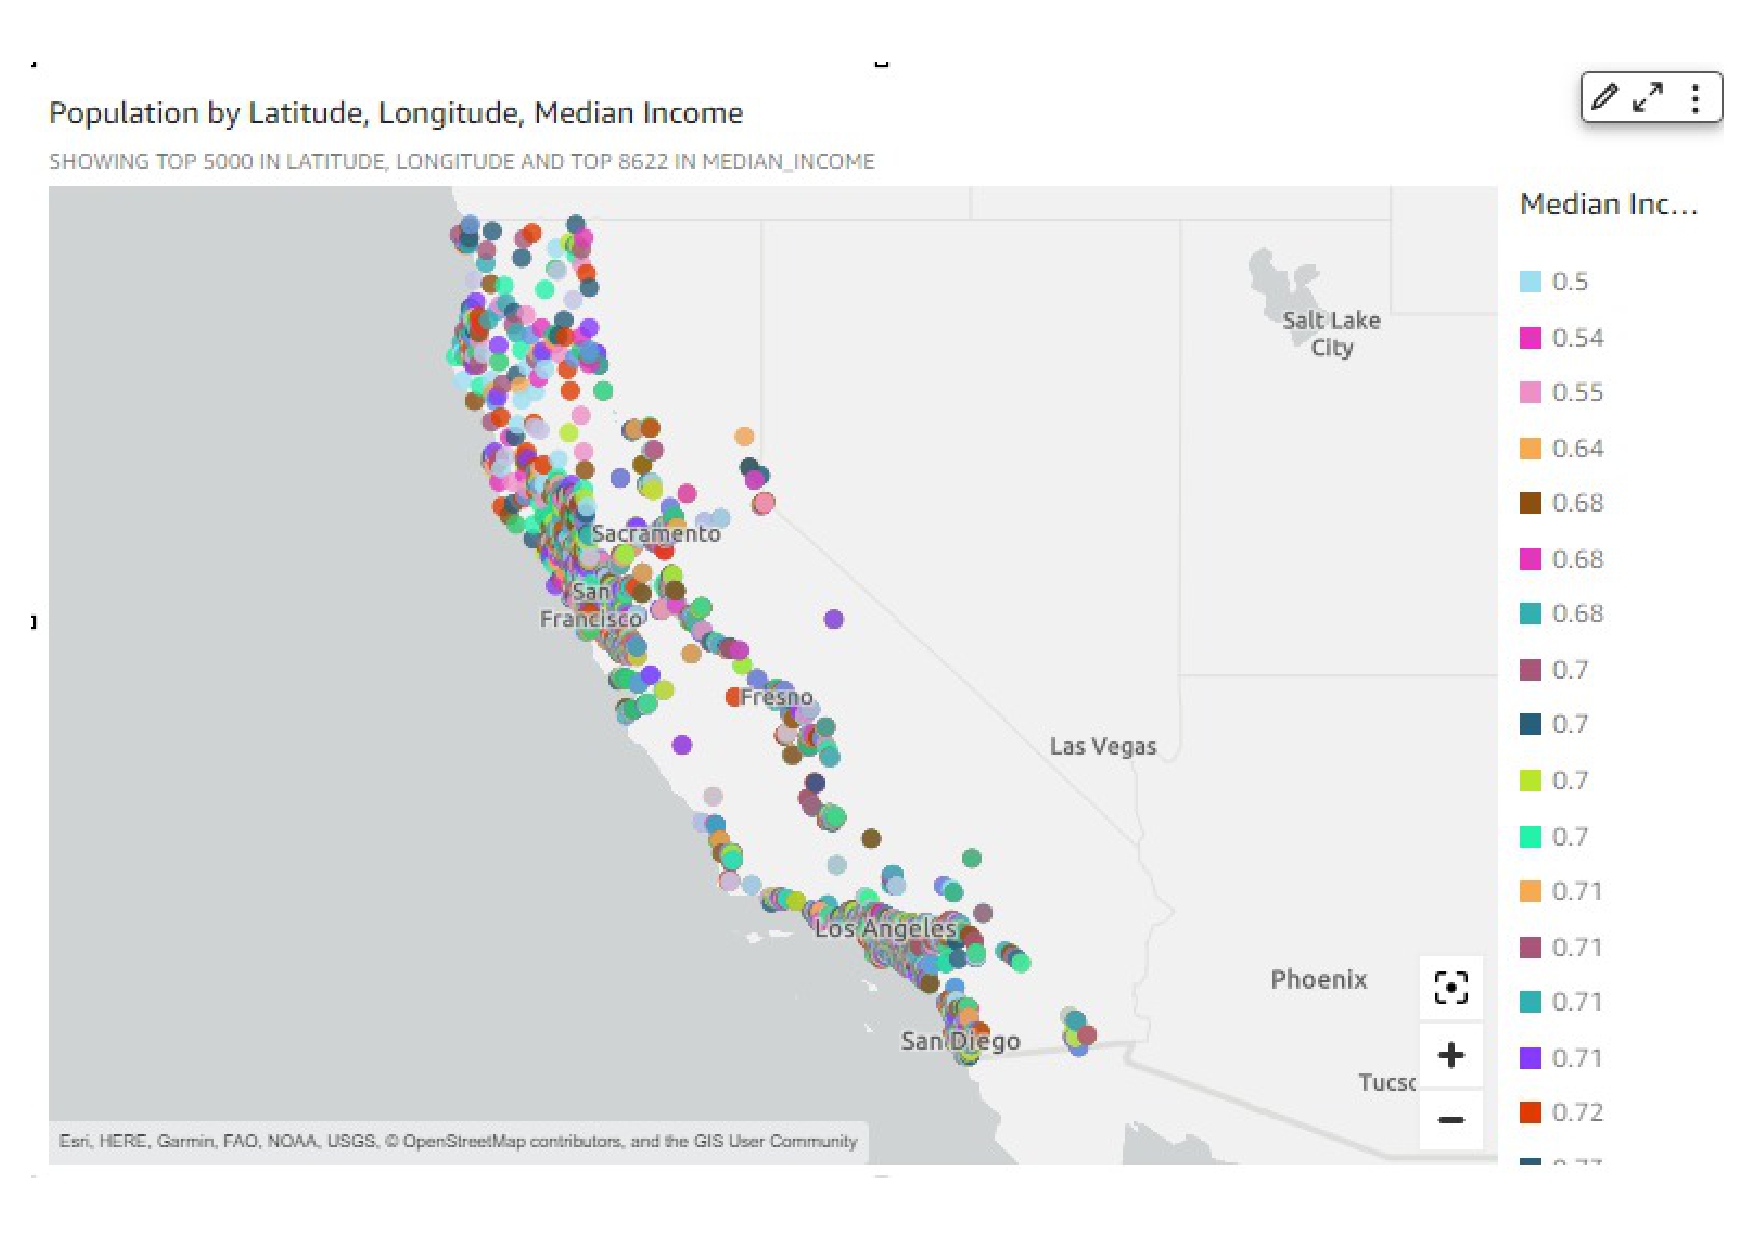 Population by Latitude, Longitude, Median Income
SHOWING TOP 5000 IN LATITUDE, LONGITUDE AND TOP 8622 IN MEDIAN_INCOME
Median Inc...
0.5
0.54
0.55
0.64
0.68
0.68
0.68
0.7
0.7
0.7
0.7
0.71
0.71
0.71
0.71
0.72
Salt Lake
City
Sacramento
San
Francisco
Fresno
Las Vegas
Los Angeles
Phoenix
San Diego
Tucso
Esri, HERE, Garmin, FAO, NOAA, USGS, © OpenStreetMap contributors, and the GIS User Community